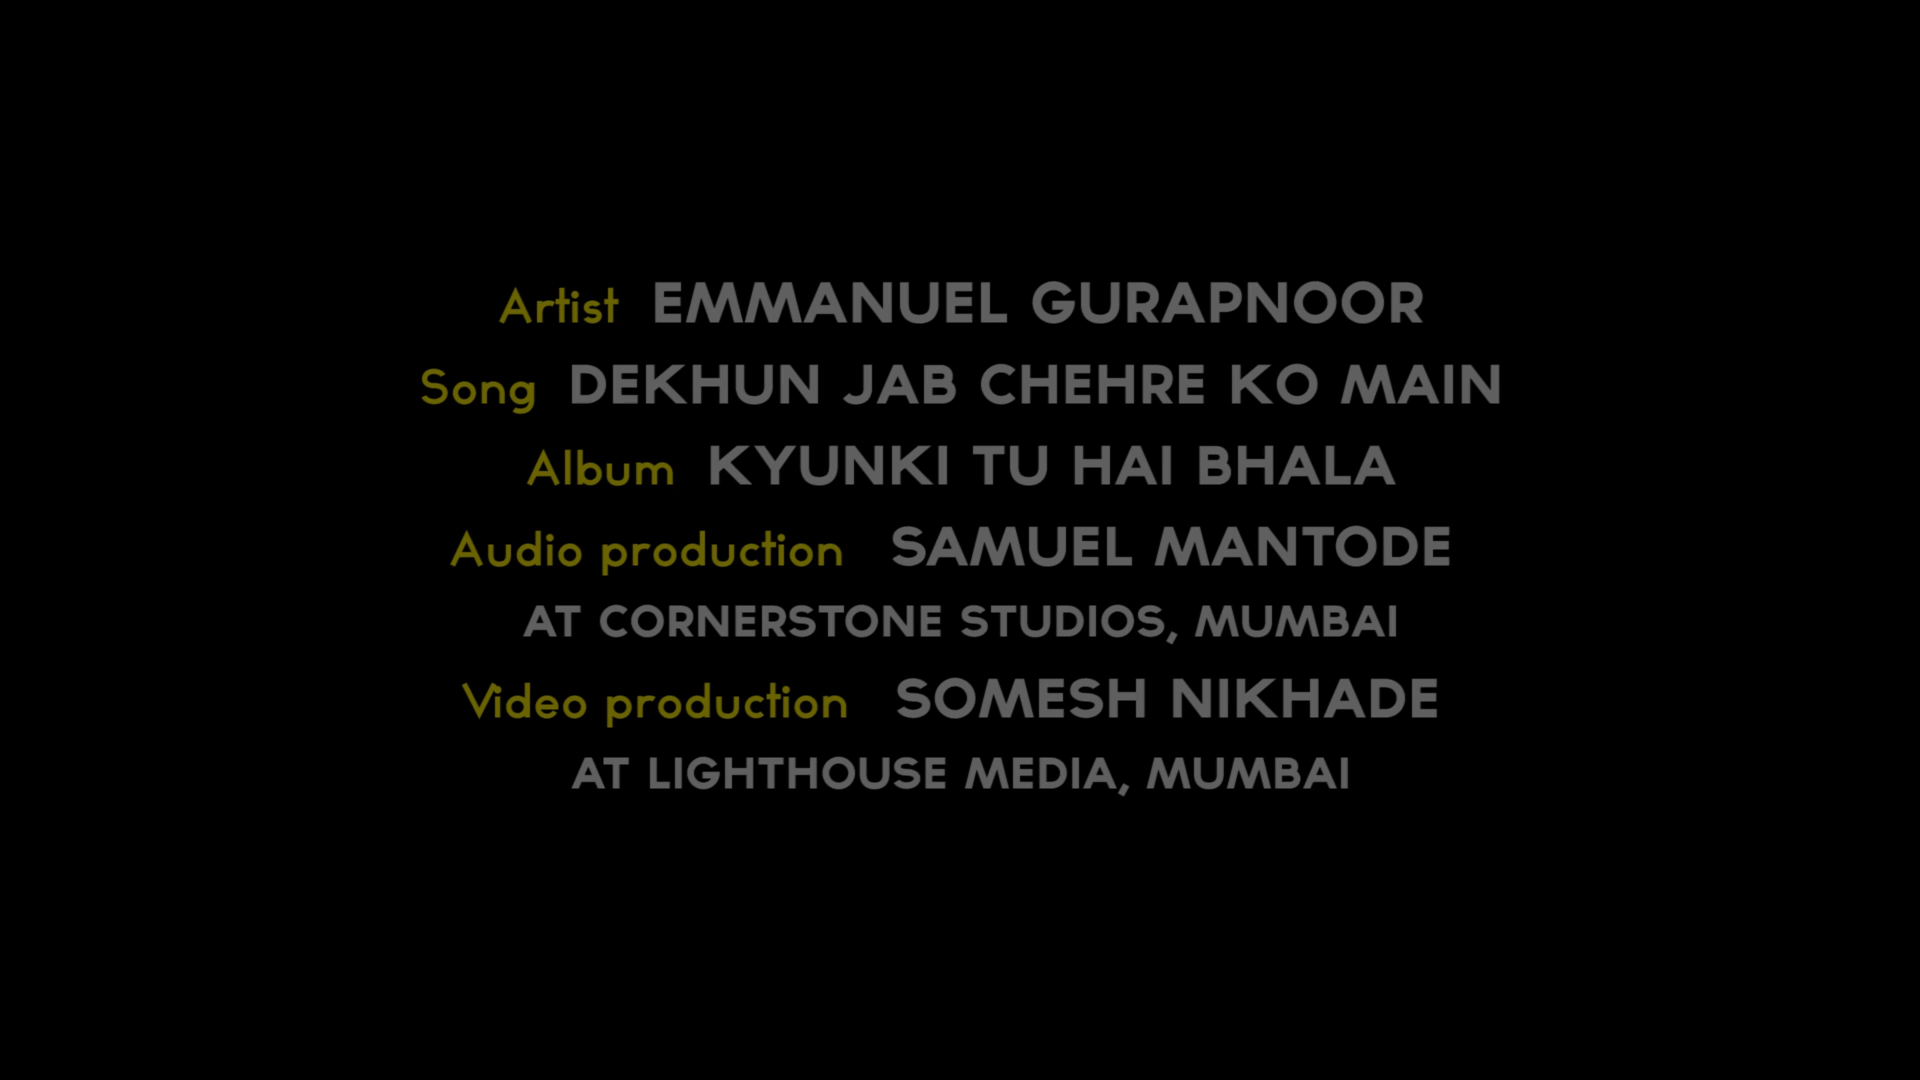 Artist EMMANUEL GURAPNOOR
Song DEKHUN JAB CHEHRE KO MAIN
Album KYUNKI TU HAI BHALA
Audio production SAMUEL MANTODE
AT CORNERSTONE STUDIOS, MUMBAI
Video production SOMESH NIKHADE
AT LIGHTHOUSE MEDIA, MUMBAI